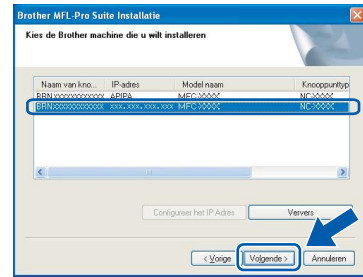 Brother MFL-Pro Suite Installatie
Kies de Brother machine die u wilt installeren
Naam van kno... IP-adres Model naam Knooppunttyp
BRNXXXXXXXXXXXX APIPA MFC-XXXX NC-XXXX
BRNXXXXXXXXXXXX xxx.xxx.xxx.xxx MFC-XXXX NC-XXXX
Configureer het IP Adres Ververs
< Vorige Volgende > Annuleren